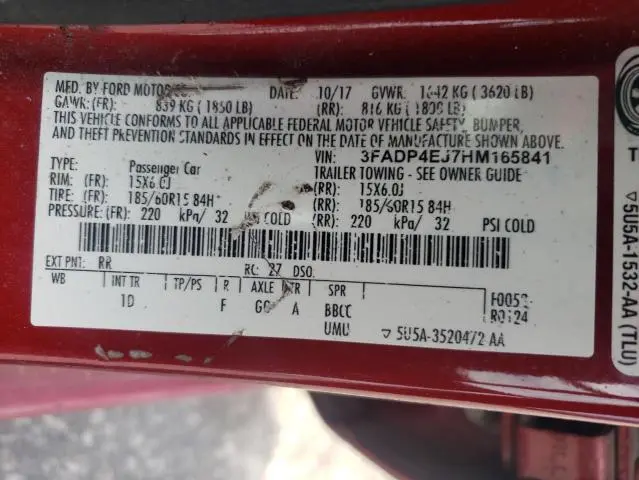 MFD. BY FORD MOTOR DATE: 10/17 GVWR: 1642 KG ( 3620 LB)
GAWR: (FR): 839 KG ( 1850 LB) (RR): 816 KG ( 1800 LB)
THIS VEHICLE CONFORMS TO ALL APPLICABLE FEDERAL MOTOR VEHICLE SAFETY, BUMPER,
AND THEFT PREVENTION STANDARDS IN EFFECT ON THE DATE OF MANUFACTURE SHOWN ABOVE.
VIN: 3FADP4EJ7HM165841
TYPE: Passenger Car TRAILER TOWING - SEE OWNER GUIDE
RIM: (FR): 15X6.0J (RR): 15X6.0J
TIRE: (FR): 185/60R15 84H (RR): 185/60R15 84H
PRESSURE: (FR): 220 kPa/ 32 PSI COLD (RR): 220 kPa/ 32 PSI COLD
EXT PNT: RR RC: 27 DSO:
WB INT TR TP/PS R AXLE TR SPR
1D F GG A BBCC
UMU
F0053
R0124
▽ 5U5A-3520472 AA
▽5U5A-1532-AA (TLU)